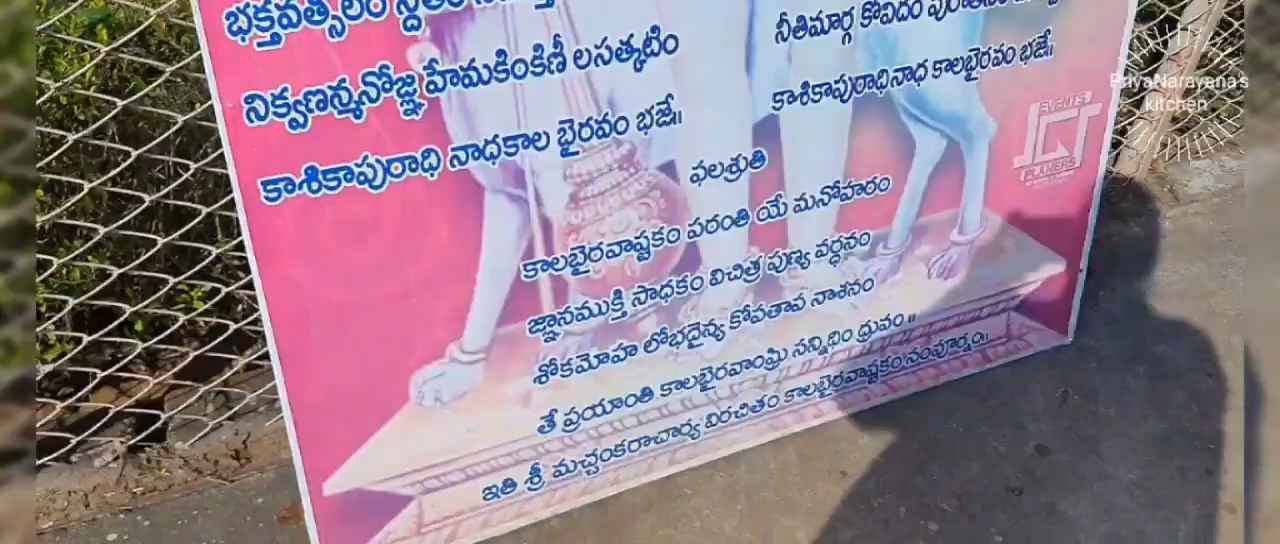 భక్తవత్సలం స్థితం
నిక్వణన్మనోజ్ఞ హేమకింకిణీ లసత్కటిం
కాశికాపురాధి నాధకాల భైరవం భజే॥
నీతిమార్గ కోవిదం పురాతనం
కాశికాపురాధినాధ కాలభైరవం భజే॥
ఫలశ్రుతి
కాలభైరవాష్టకం పఠంతి యే మనోహరం
జ్ఞానముక్తి సాధకం విచిత్ర పుణ్య వర్ధనం
శోకమోహ లోభదైన్య కోపతాప నాశనం
తే ప్రయాంతి కాలభైరవాంఘ్రి సన్నిధిం ధ్రువం॥
ఇతి శ్రీ మచ్ఛంకరాచార్య విరచితం కాలభైరవాష్టకం సంపూర్ణం॥
PriyaNarayana's
kitchen
EVENTS
PLANERS